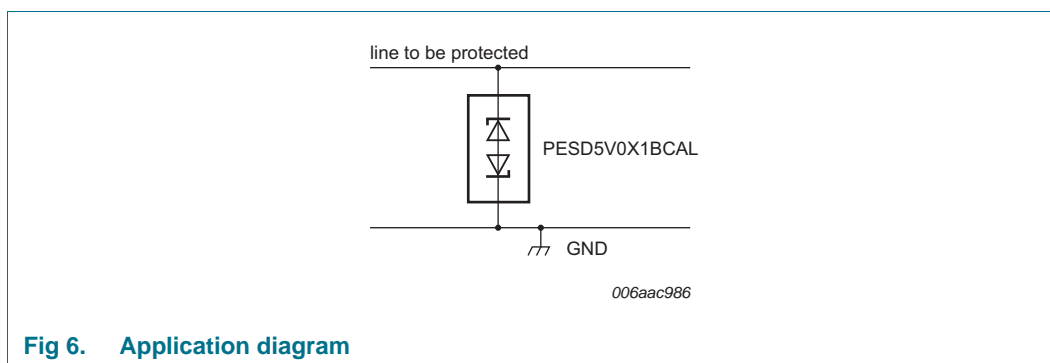 line to be protected
PESD5V0X1BCAL
GND
006aac986
Fig 6. Application diagram